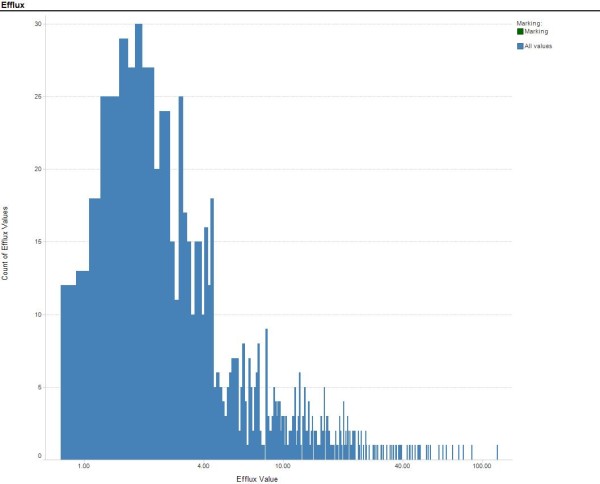 Efflux
Marking:
Marking
All values
30
25
20
15
10
5
0
Count of Efflux Values
1.00 4.00 10.00 40.00 100.00
Efflux Value